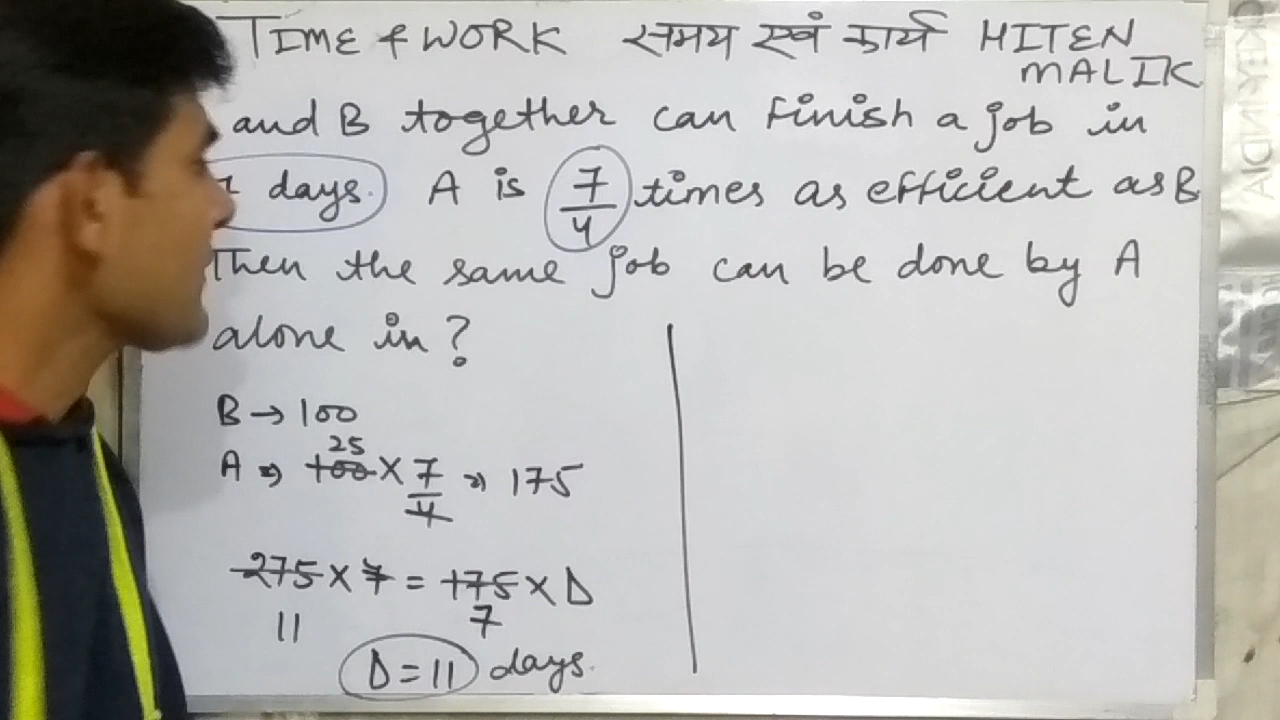 TIME & WORK समय एवं कार्य HITEN
MALIK
and B together can finish a job in
days. A is 7/4 times as efficient as B
Then the same job can be done by A
alone in?
B → 100
25
A ⇒ 100 × 7/4 ⇒ 175
275 × 7 = 175 × D
11 7
D = 11 days.